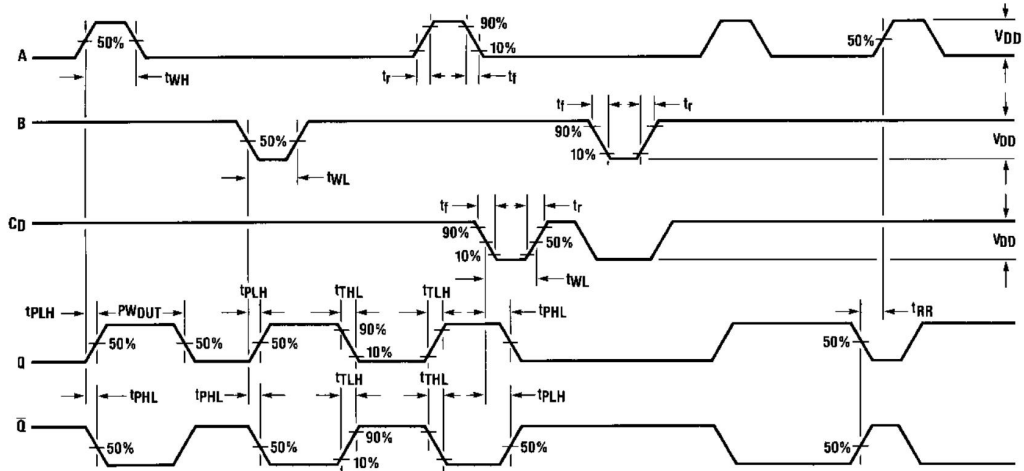 A 50% tWH tr 90% 10% tf 50% VDD
B 50% tWL tf 90% 10% tr VDD
CD tf 90% 10% tr 50% tWL VDD
tPLH PWOUT tPLH tTHL tTLH tPHL tRR
Q 50% 50% 50% 90% 10% 50%
tPHL tPHL tTLH tTHL tPLH
Q̅ 50% 50% 90% 10% 50% 50%